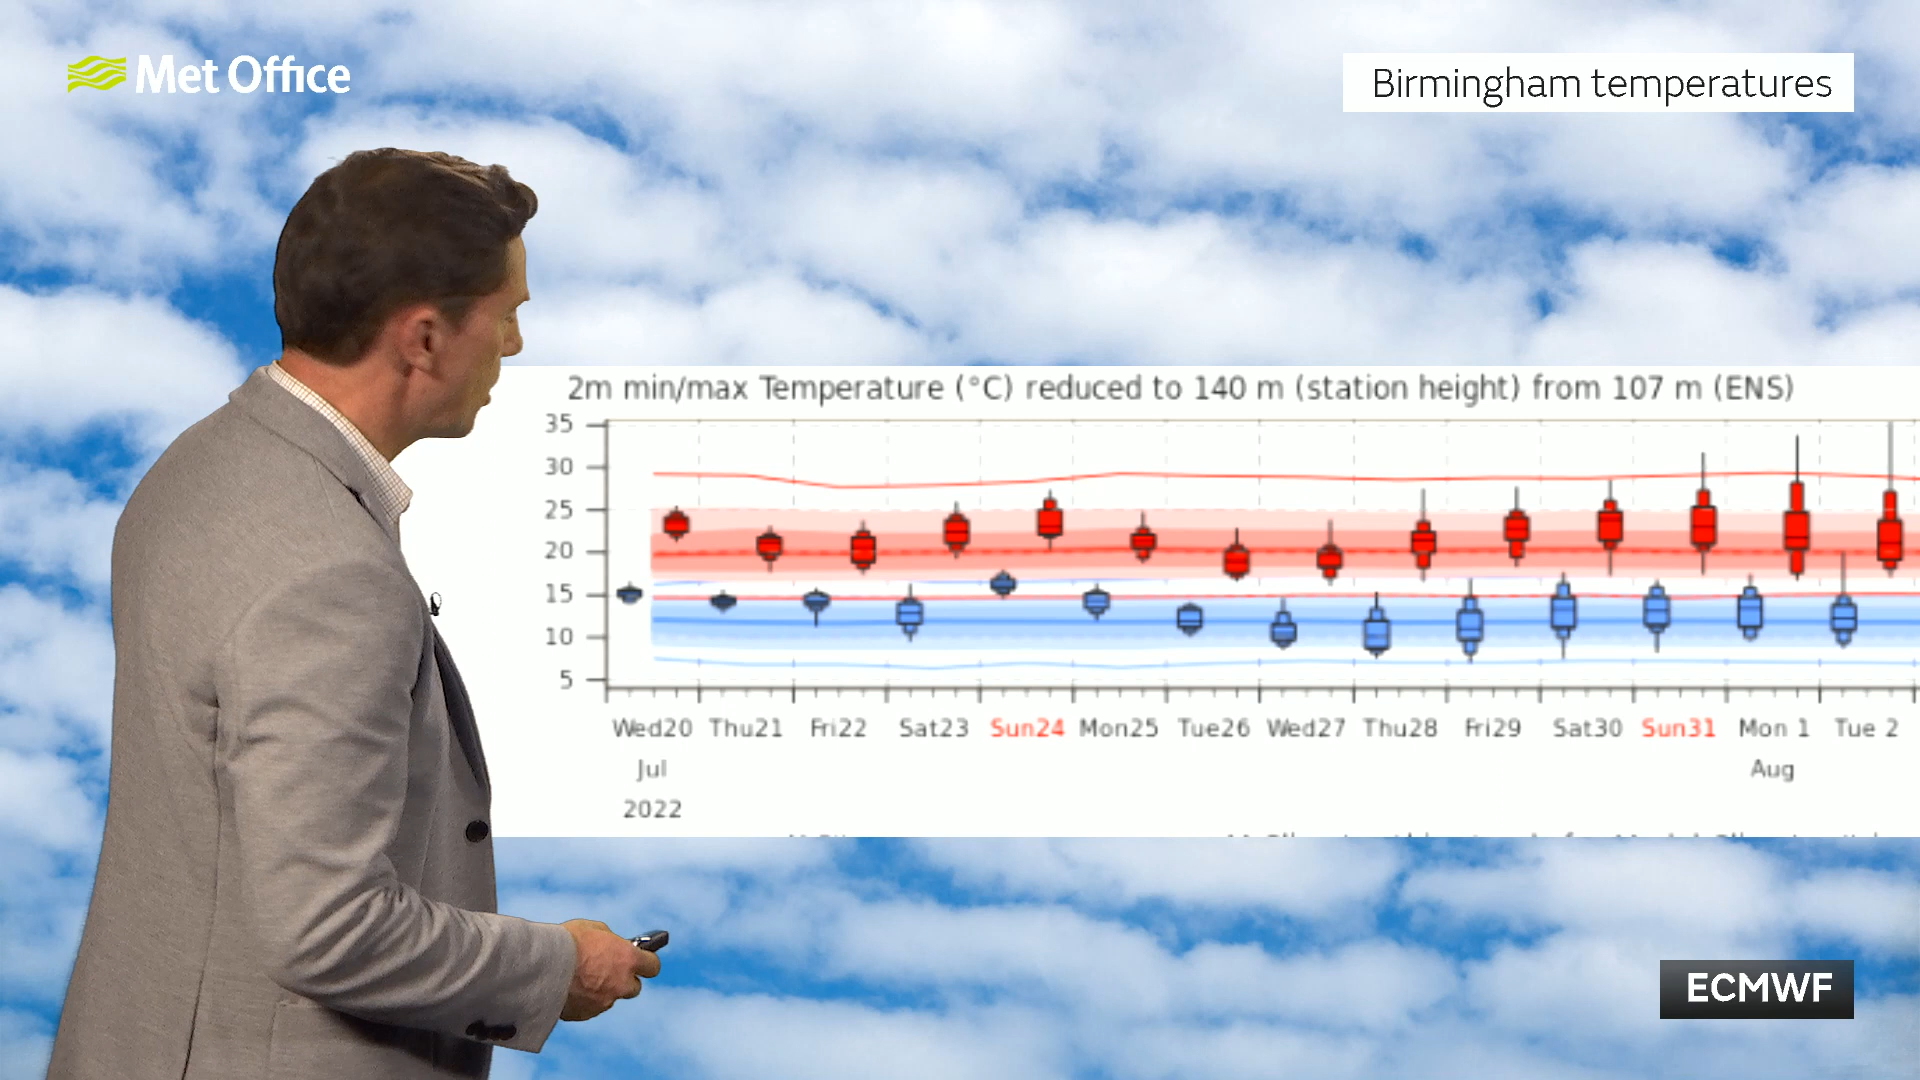 Met Office
Birmingham temperatures
2m min/max Temperature (°C) reduced to 140 m (station height) from 107 m (ENS)
35
30
25
20
15
10
5
Wed20 Thu21 Fri22 Sat23 Sun24 Mon25 Tue26 Wed27 Thu28 Fri29 Sat30 Sun31 Mon 1 Tue 2
Jul Aug
2022
ECMWF